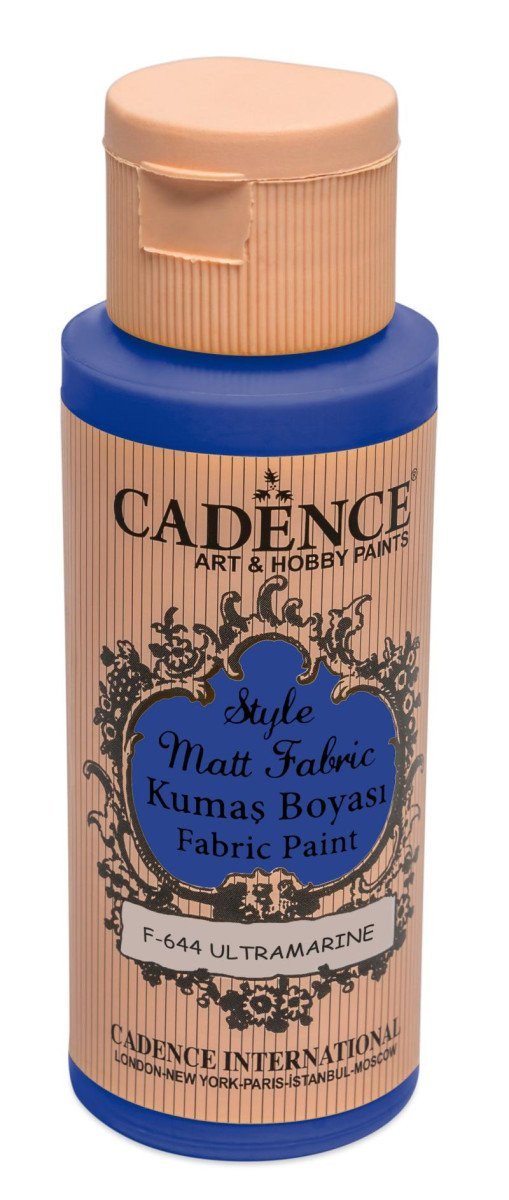 CADENCE®
ART & HOBBY PAINTS
Style
Matt Fabric
Kumaş Boyası
Fabric Paint
F-644 ULTRAMARINE
CADENCE INTERNATIONAL
LONDON-NEW YORK-PARIS-İSTANBUL-MOSCOW